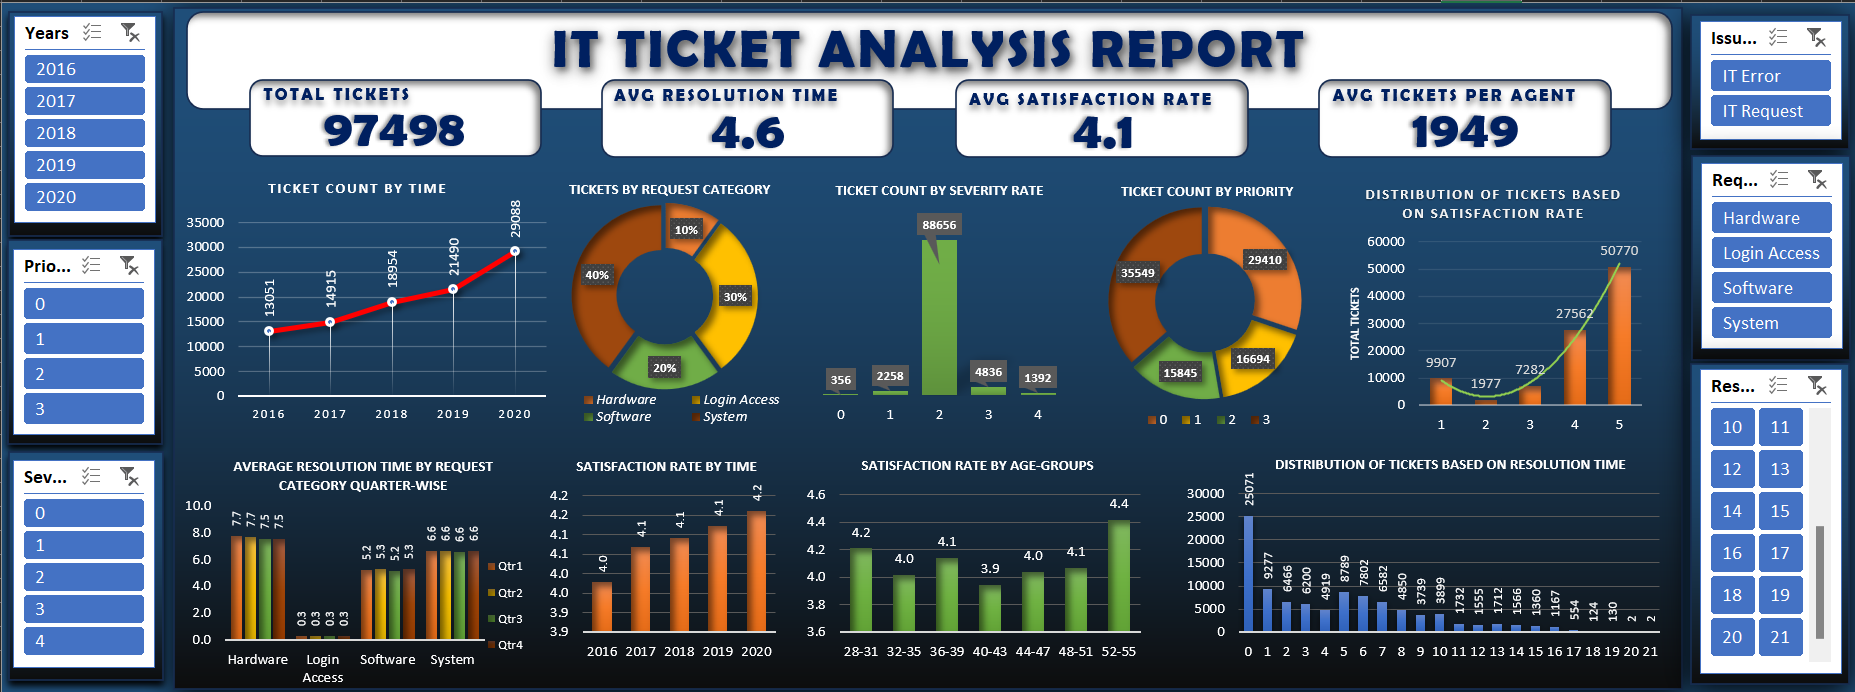 Years
2016
2017
2018
2019
2020
Prio...
0
1
2
3
Sev...
0
1
2
3
4
IT TICKET ANALYSIS REPORT
TOTAL TICKETS
97498
AVG RESOLUTION TIME
4.6
AVG SATISFACTION RATE
4.1
AVG TICKETS PER AGENT
1949
TICKET COUNT BY TIME
35000
30000
25000
20000
15000
10000
5000
0
13051
14915
18954
21490
29088
2016 2017 2018 2019 2020
TICKETS BY REQUEST CATEGORY
10%
40%
30%
20%
Hardware Login Access
Software System
TICKET COUNT BY SEVERITY RATE
88656
356 2258 4836 1392
0 1 2 3 4
TICKET COUNT BY PRIORITY
29410
35549
16694
15845
0 1 2 3
DISTRIBUTION OF TICKETS BASED
ON SATISFACTION RATE
TOTAL TICKETS
60000
50000
40000
30000
20000
10000
0
9907 1977 7282 27562 50770
1 2 3 4 5
AVERAGE RESOLUTION TIME BY REQUEST
CATEGORY QUARTER-WISE
10.0
8.0
6.0
4.0
2.0
0.0
7.7 7.7 7.5 7.5
0.3 0.3 0.3 0.3
5.2 5.3 5.2 5.3
6.6 6.6 6.6 6.6
Hardware Login Software System
Access
Qtr1
Qtr2
Qtr3
Qtr4
SATISFACTION RATE BY TIME
4.2
4.2
4.1
4.1
4.0
4.0
3.9
3.9
4.0 4.1 4.1 4.1 4.2
2016 2017 2018 2019 2020
SATISFACTION RATE BY AGE-GROUPS
4.6
4.4
4.2
4.0
3.8
3.6
4.2 4.0 4.1 3.9 4.0 4.1 4.4
28-31 32-35 36-39 40-43 44-47 48-51 52-55
DISTRIBUTION OF TICKETS BASED ON RESOLUTION TIME
30000
25000
20000
15000
10000
5000
0
25071 9277 6466 6200 4919 8789 7802 6582 4850 3739 3899 1732 1555 1712 1566 1360 1167 554 124 130 2 2
0 1 2 3 4 5 6 7 8 9 10 11 12 13 14 15 16 17 18 19 20 21
Issu...
IT Error
IT Request
Req...
Hardware
Login Access
Software
System
Res...
10 11
12 13
14 15
16 17
18 19
20 21